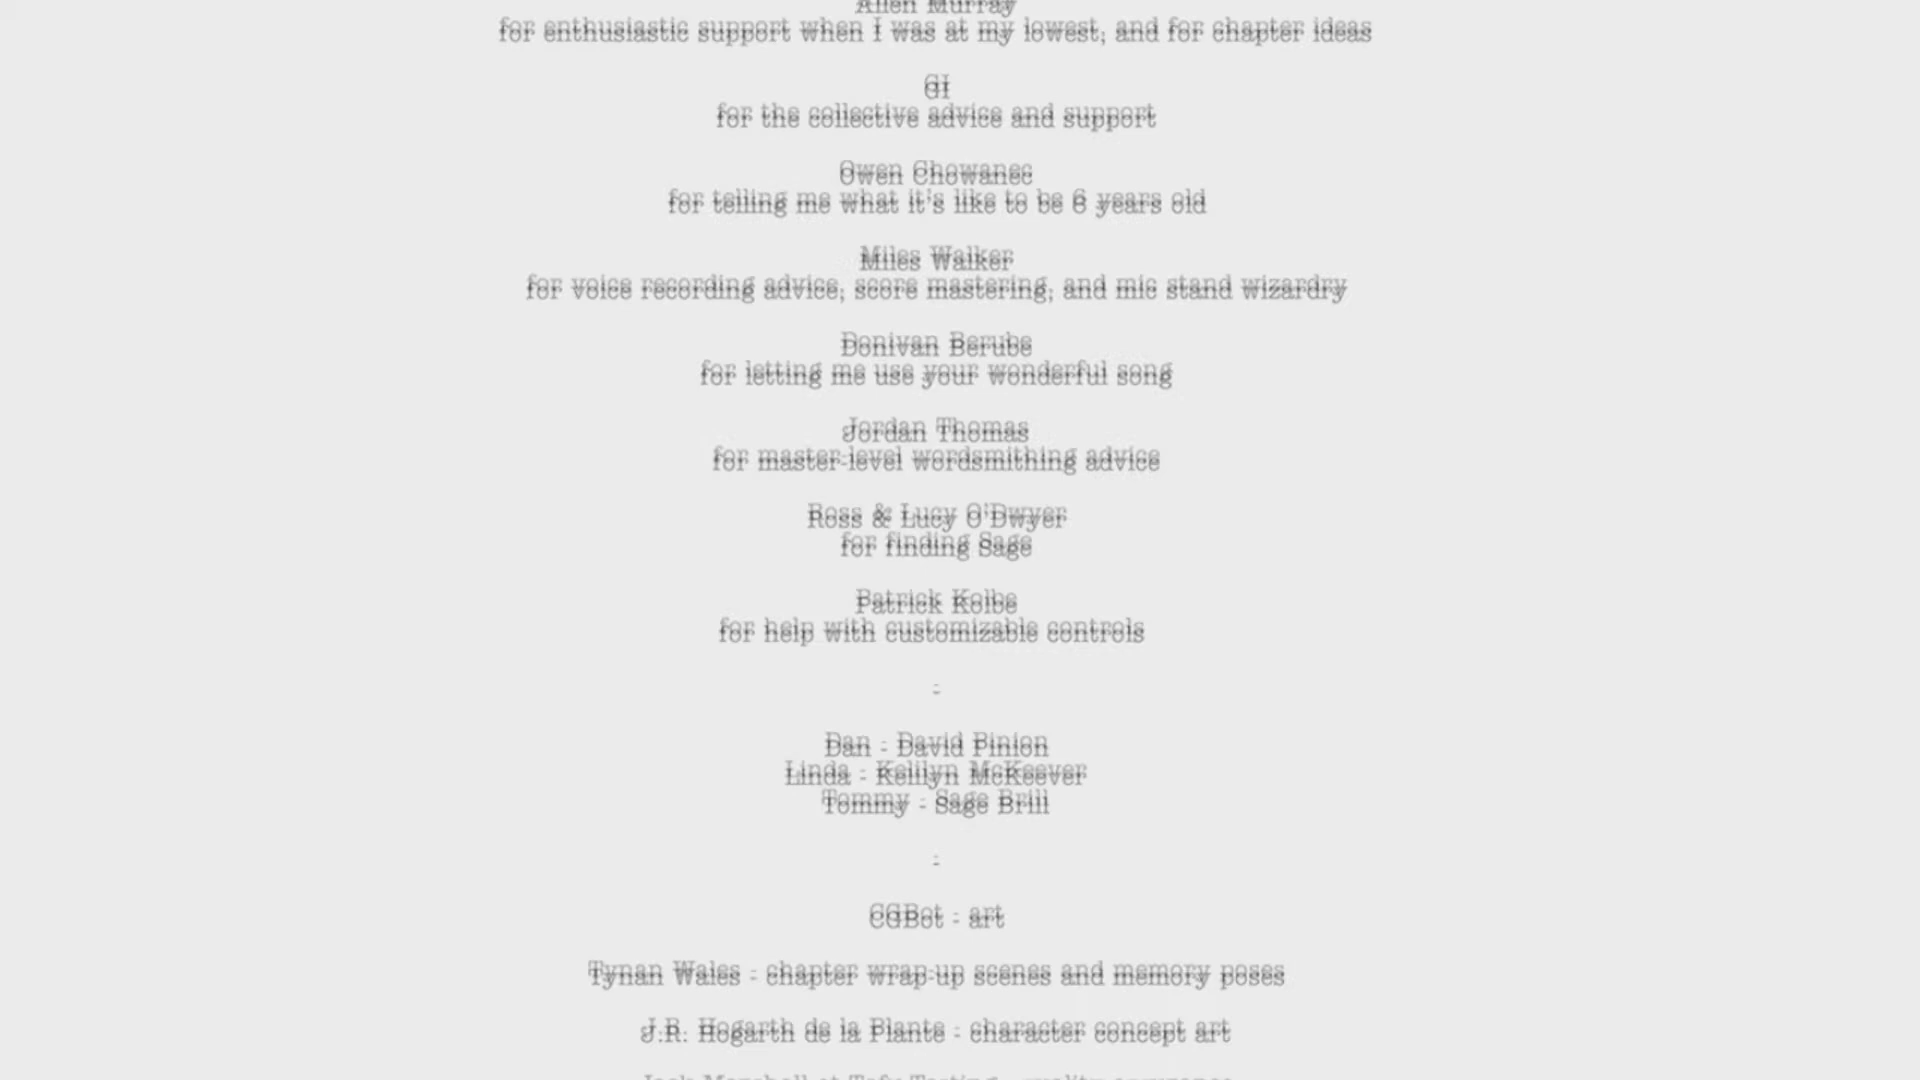 Allen Murray
for enthusiastic support when I was at my lowest, and for chapter ideas
GI
for the collective advice and support
Owen Chowanec
for telling me what it's like to be 6 years old
Miles Walker
for voice recording advice, score mastering, and mic stand wizardry
Donivan Berube
for letting me use your wonderful song
Jordan Thomas
for master-level wordsmithing advice
Ross & Lucy O'Dwyer
for finding Sage
Patrick Kolbe
for help with customizable controls
-
Dan - David Pinion
Linda - Kelilyn McKeever
Tommy - Sage Brill
-
CGBot - art
Tynan Wales - chapter wrap-up scenes and memory poses
J.R. Hogarth de la Plante - character concept art